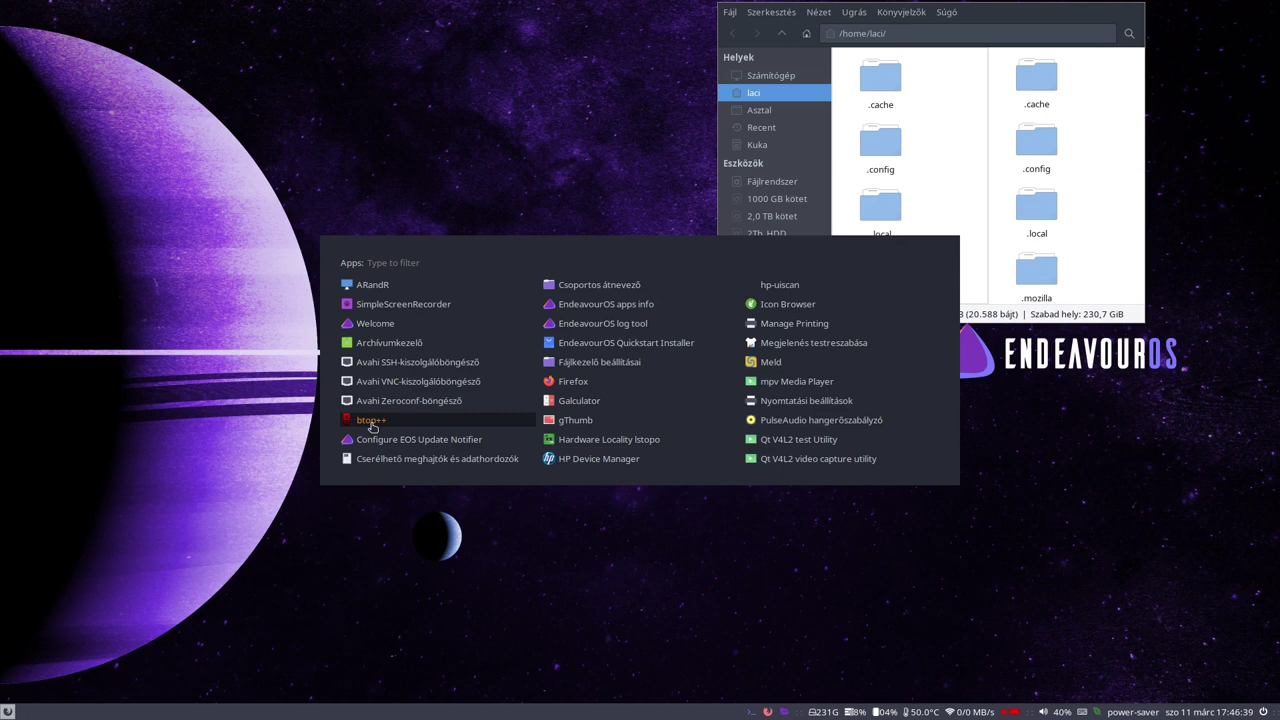 Fájl Szerkesztés Nézet Ugrás Könyvjelzők Súgó
/home/laci/
Helyek
Számítógép
laci
Asztal
Recent
Kuka
Eszközök
Fájlrendszer
1000 GB kötet
2,0 TB kötet
2Tb_HDD
.cache
.cache
.config
.config
.local
.local
.mozilla
(20.588 bájt) | Szabad hely: 230,7 GiB
Apps: Type to filter
ARandR
SimpleScreenRecorder
Welcome
Archívumkezelő
Avahi SSH-kiszolgálóböngésző
Avahi VNC-kiszolgálóböngésző
Avahi Zeroconf-böngésző
btop++
Configure EOS Update Notifier
Cserélhető meghajtók és adathordozók
Csoportos átnevező
EndeavourOS apps info
EndeavourOS log tool
EndeavourOS Quickstart Installer
Fájlkezelő beállításai
Firefox
Galculator
gThumb
Hardware Locality lstopo
HP Device Manager
hp-uiscan
Icon Browser
Manage Printing
Megjelenés testreszabása
Meld
mpv Media Player
Nyomtatási beállítások
PulseAudio hangerőszabályzó
Qt V4L2 test Utility
Qt V4L2 video capture utility
ENDEAVOUROS
231G 8% 04% 50.0°C 0/0 MB/s 40% power-saver szo 11 márc 17:46:39